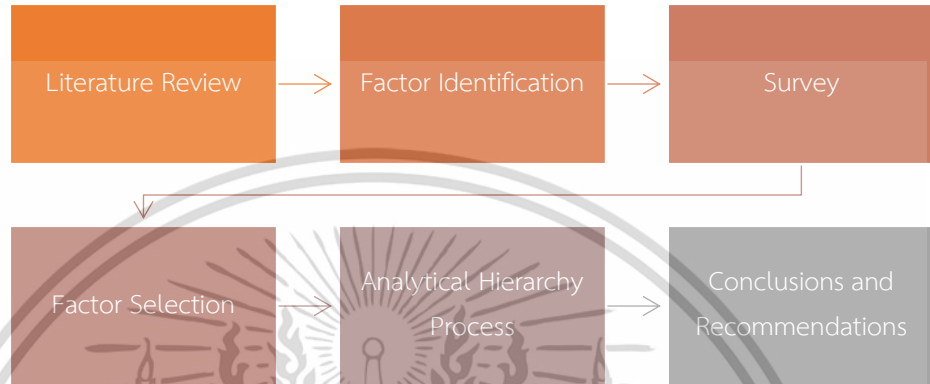 Literature Review
Factor Identification
Survey
Factor Selection
Analytical Hierarchy
Process
Conclusions and
Recommendations